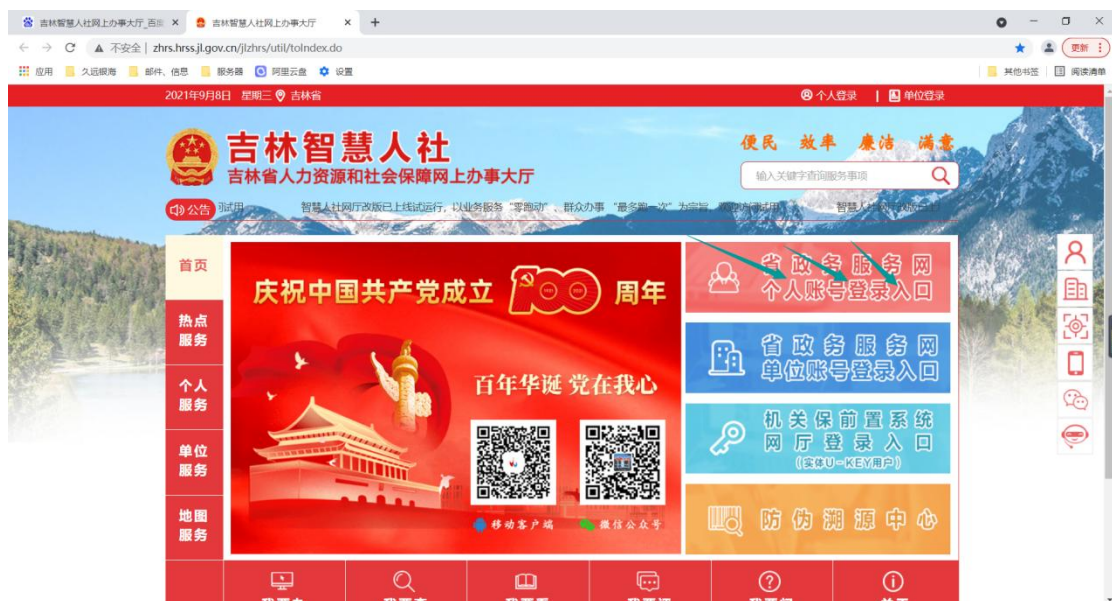 吉林智慧人社网上办事大厅_百度
吉林智慧人社网上办事大厅
不安全 | zhrs.hrss.jl.gov.cn/jlzhrs/util/toIndex.do
更新
应用 久远银海 邮件、信息 服务器 阿里云盘 设置
其他书签 阅读清单
2021年9月8日 星期三 吉林省
个人登录 | 单位登录
吉林智慧人社
吉林省人力资源和社会保障网上办事大厅
便民 效率 廉洁 满意
输入关键字查询服务事项
公告
试用 智慧人社网厅改版已上线试运行，以业务服务“零跑动”、群众办事“最多跑一次”为宗旨
首页
热点
服务
个人
服务
单位
服务
地图
服务
庆祝中国共产党成立100周年
百年华诞 党在我心
移动客户端 微信公众号
省政务服务网
个人账号登录入口
省政务服务网
单位账号登录入口
机关保前置系统
网厅登录入口
(实体U-KEY用户)
防伪溯源中心